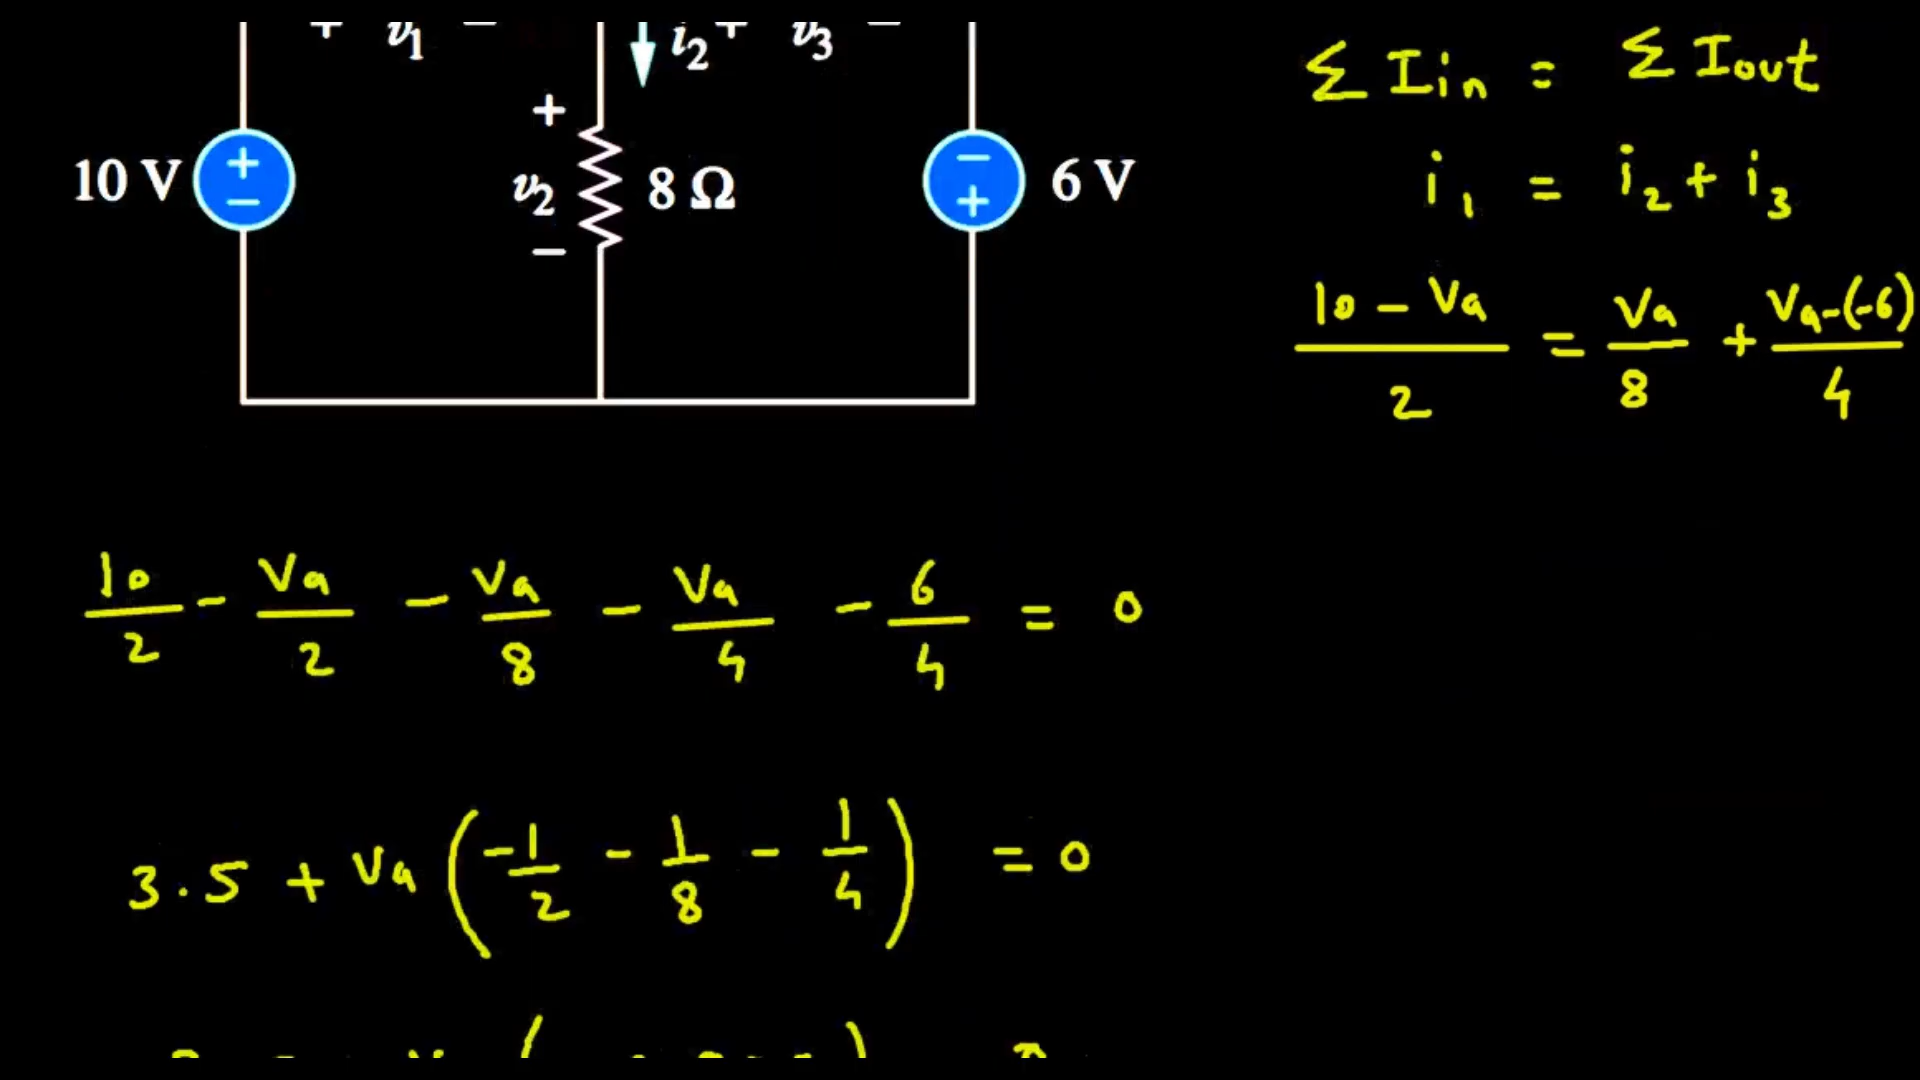 + v1 − i2 + v3 −
+
10 V + − v2 8 Ω − + 6 V
−
Σ Iin = Σ Iout
i1 = i2 + i3
(10 − Va)/2 = Va/8 + (Va-(-6))/4
10/2 − Va/2 − Va/8 − Va/4 − 6/4 = 0
3.5 + Va (-1/2 − 1/8 − 1/4) = 0